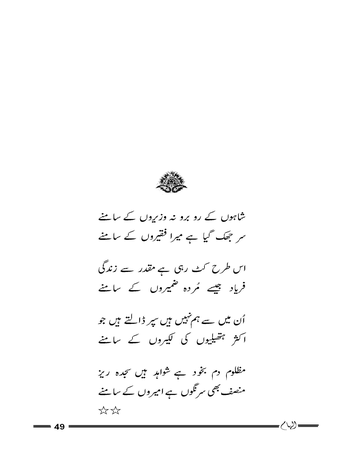 شاہوں کے رو برو نہ وزیروں کے سامنے
سر جھک گیا ہے میرا فقیروں کے سامنے
اس طرح کٹ رہی ہے مقدر سے زندگی
فریاد جیسے مُردہ ضمیروں کے سامنے
اُن میں سے ہم نہیں ہیں سپر ڈالتے ہیں جو
اکثر ہتھیلیوں کی لکیروں کے سامنے
مظلوم دم بخود ہے شواہد ہیں سجدہ ریز
منصف بھی سرنگوں ہے امیروں کے سامنے
☆☆
49